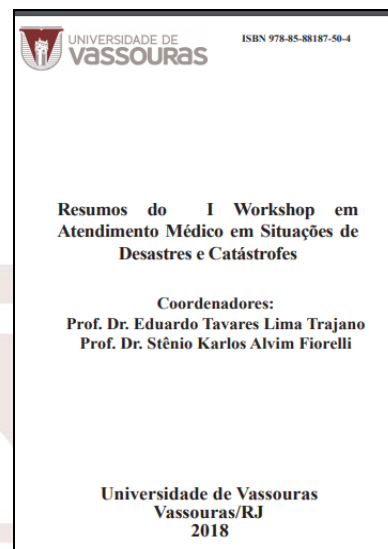 UNIVERSIDADE DE
VASSOURAS
ISBN 978-85-88187-50-4
Resumos do I Workshop em
Atendimento Médico em Situações de
Desastres e Catástrofes
Coordenadores:
Prof. Dr. Eduardo Tavares Lima Trajano
Prof. Dr. Stênio Karlos Alvim Fiorelli
Universidade de Vassouras
Vassouras/RJ
2018